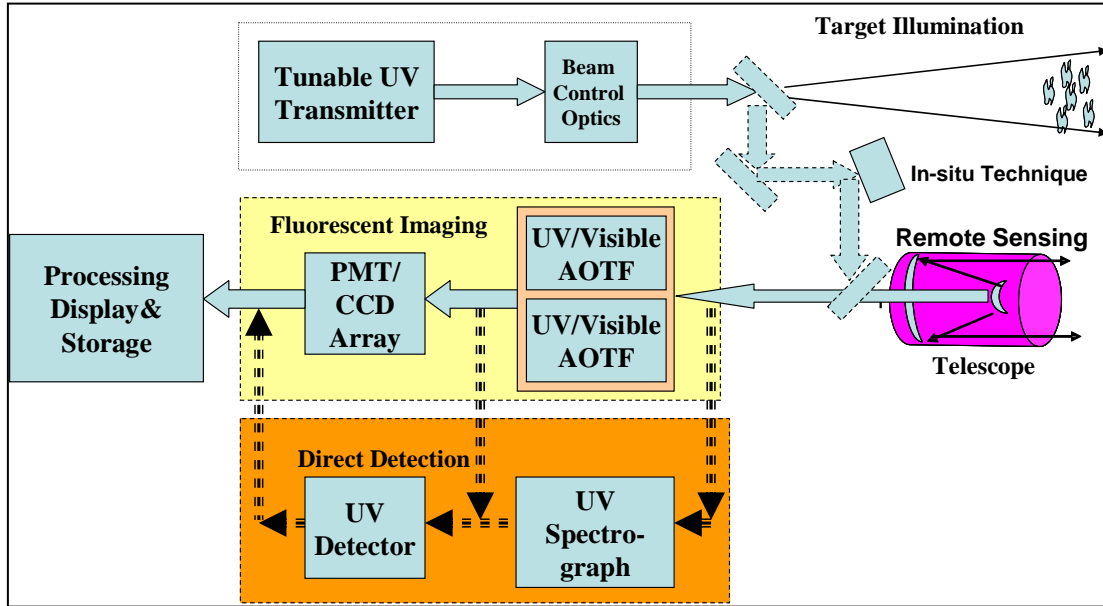 Target Illumination
Tunable UV
Transmitter
Beam
Control
Optics
In-situ Technique
Fluorescent Imaging
UV/Visible
AOTF
UV/Visible
AOTF
PMT/
CCD
Array
Processing
Display&
Storage
Remote Sensing
Telescope
Direct Detection
UV
Detector
UV
Spectro-
graph